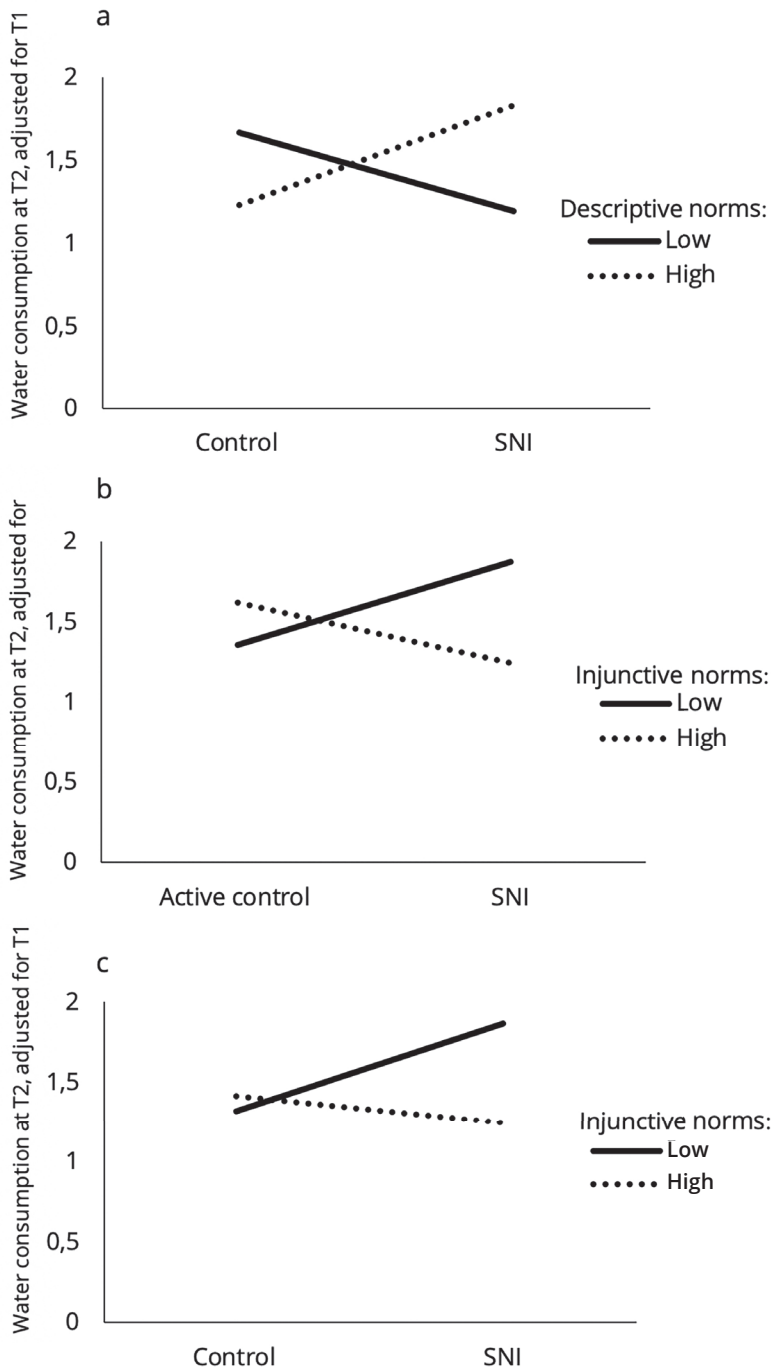 a
Water consumption at T2, adjusted for T1
2
1,5
1
0,5
0
Control SNI
Descriptive norms:
Low
High
b
Water consumption at T2, adjusted for
2
1,5
1
0,5
0
Active control SNI
Injunctive norms:
Low
High
c
Water consumption at T2, adjusted for T1
2
1,5
1
0,5
0
Control SNI
Injunctive norms:
Low
High